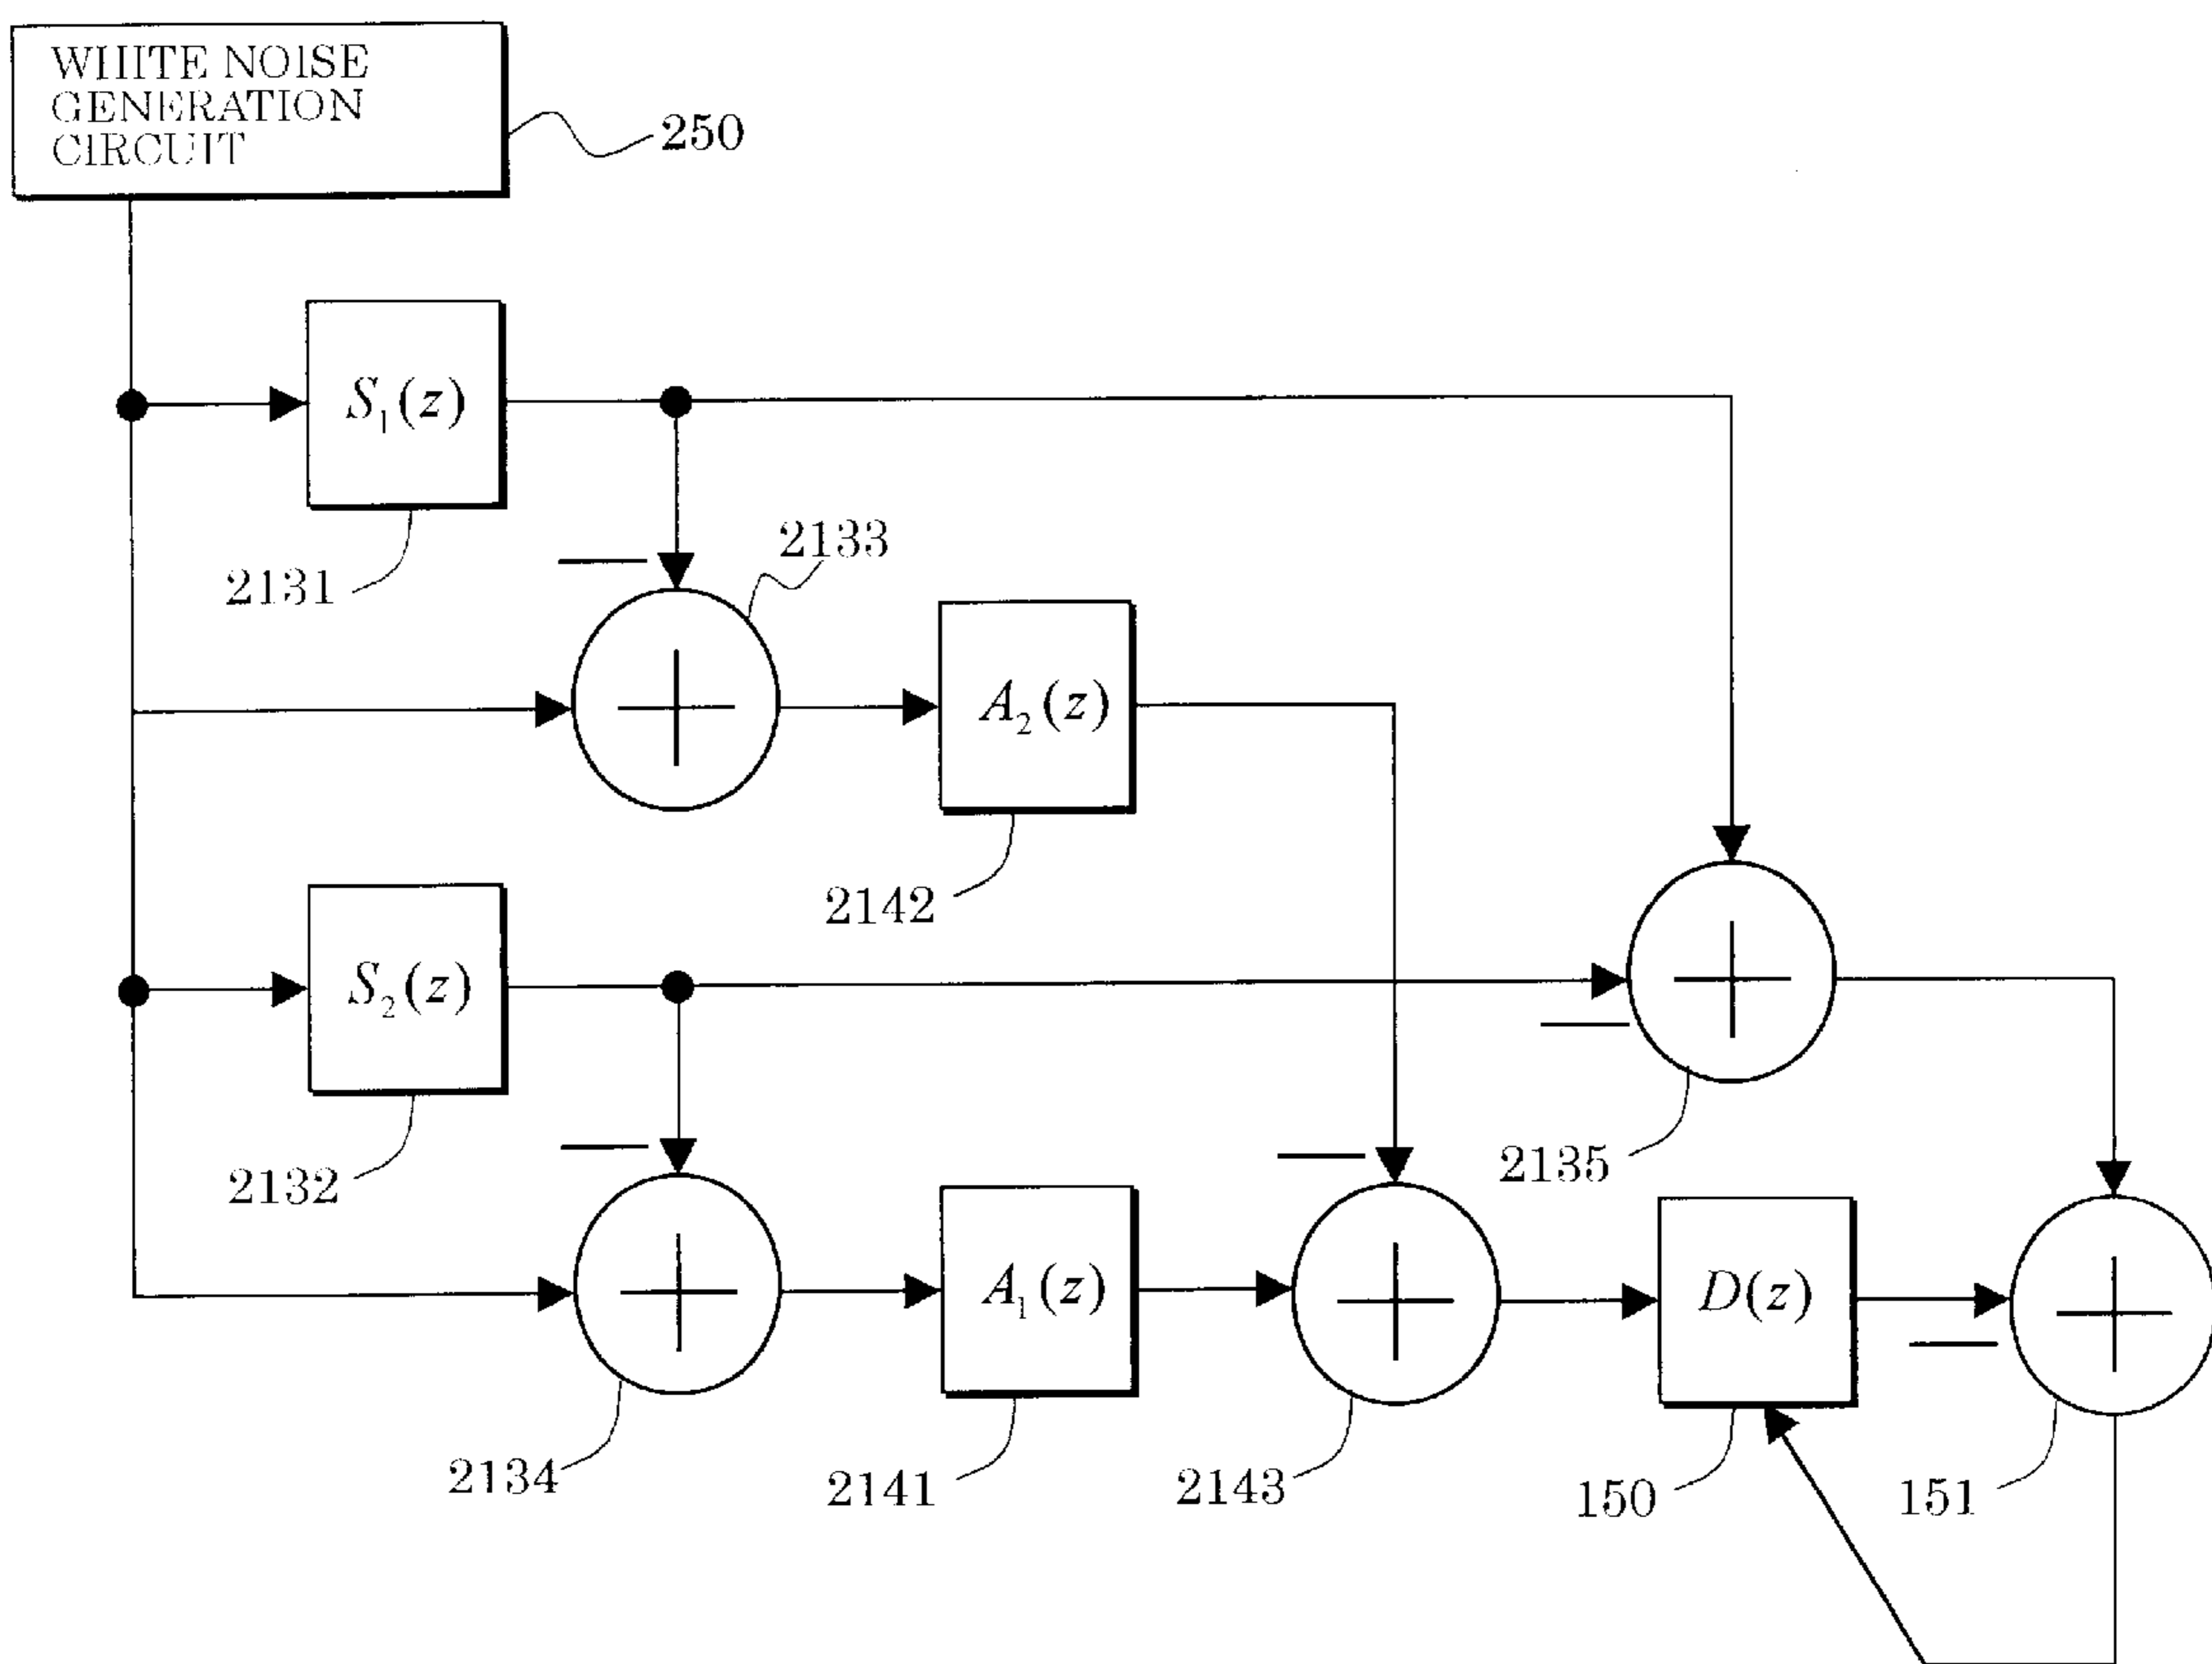 WHITE NOISE
GENERATION
CIRCUIT
250
S₁(z)
2131
2133
A₂(z)
2142
S₂(z)
2132
2135
2134
A₁(z)
2141
2143
D(z)
150
151